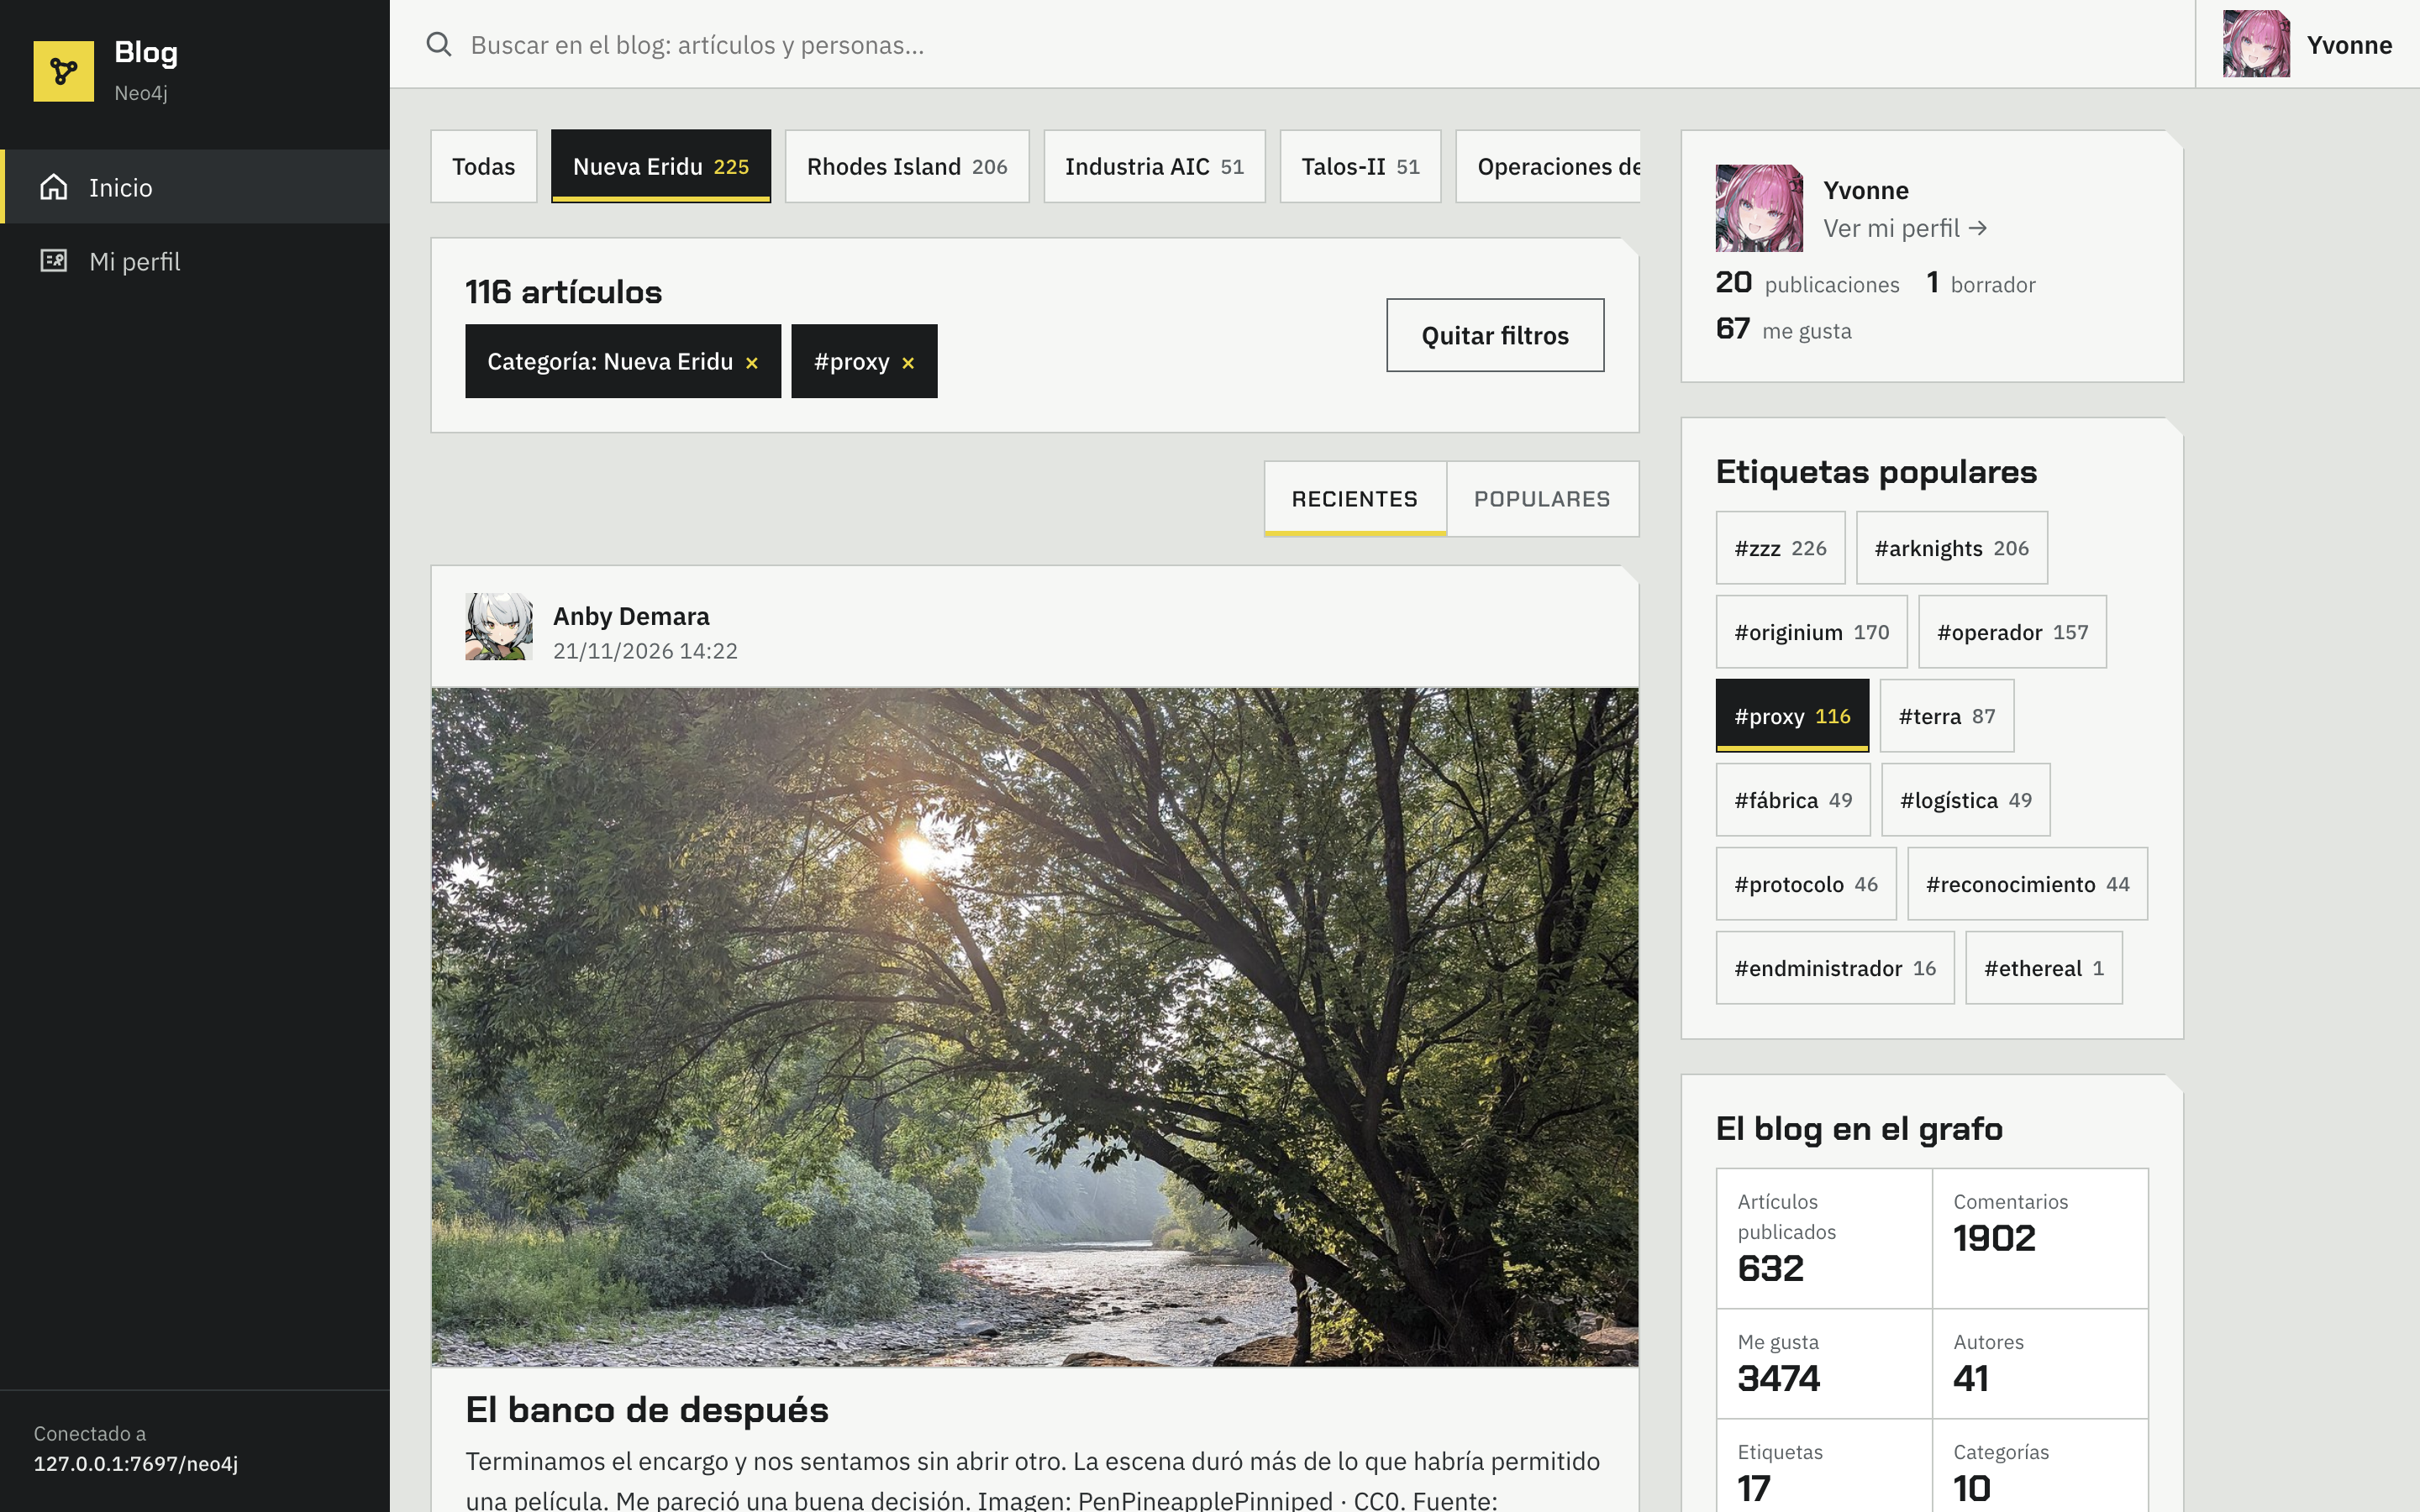 Blog
Neo4j
Inicio
Mi perfil
Conectado a
127.0.0.1:7697/neo4j
Buscar en el blog: artículos y personas...
Yvonne
Todas
Nueva Eridu 225
Rhodes Island 206
Industria AIC 51
Talos-II 51
Operaciones de
116 artículos
Categoría: Nueva Eridu ×
#proxy ×
Quitar filtros
RECIENTES
POPULARES
Anby Demara
21/11/2026 14:22
El banco de después
Terminamos el encargo y nos sentamos sin abrir otro. La escena duró más de lo que habría permitido
una película. Me pareció una buena decisión. Imagen: PenPineapplePinniped · CC0. Fuente:
Yvonne
Ver mi perfil →
20 publicaciones 1 borrador
67 me gusta
Etiquetas populares
#zzz 226 #arknights 206
#originium 170 #operador 157
#proxy 116 #terra 87
#fábrica 49 #logística 49
#protocolo 46 #reconocimiento 44
#endministrador 16 #ethereal 1
El blog en el grafo
Artículos
publicados
632
Comentarios
1902
Me gusta
3474
Autores
41
Etiquetas
17
Categorías
10